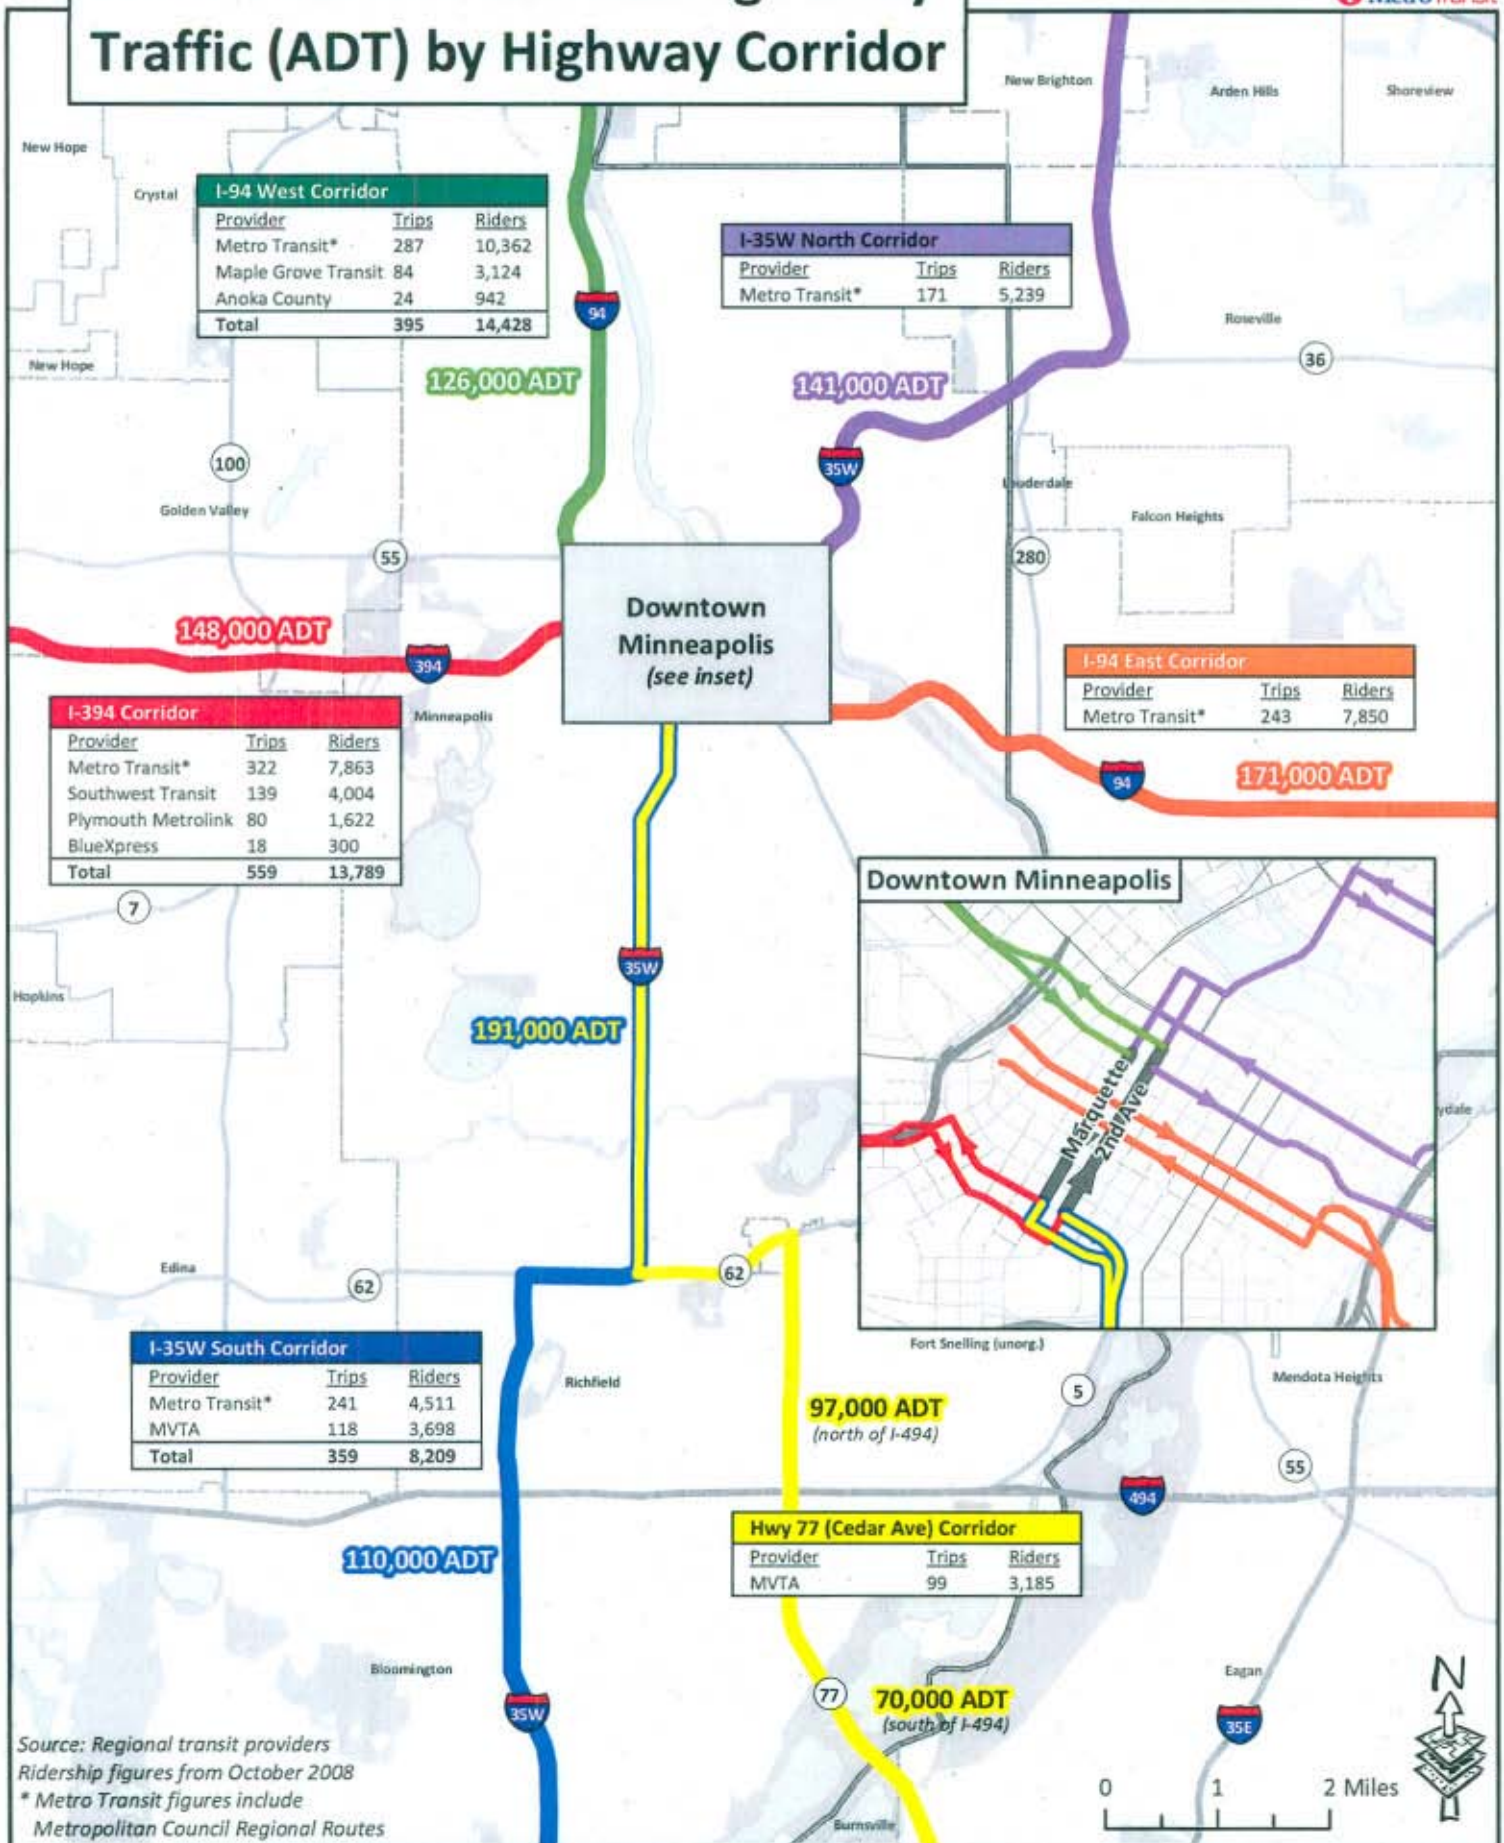 Traffic (ADT) by Highway Corridor
New Brighton
Arden Hills
Shoreview
New Hope
Crystal
I-94 West Corridor
Provider Trips Riders
Metro Transit* 287 10,362
Maple Grove Transit 84 3,124
Anoka County 24 942
Total 395 14,428
I-35W North Corridor
Provider Trips Riders
Metro Transit* 171 5,239
94
Roseville
36
New Hope
126,000 ADT
141,000 ADT
100
35W
Lauderdale
Golden Valley
Falcon Heights
55
280
Downtown
Minneapolis
(see inset)
148,000 ADT
394
I-94 East Corridor
Provider Trips Riders
Metro Transit* 243 7,850
I-394 Corridor
Provider Trips Riders
Metro Transit* 322 7,863
Southwest Transit 139 4,004
Plymouth Metrolink 80 1,622
BlueXpress 18 300
Total 559 13,789
Minneapolis
94
171,000 ADT
7
Downtown Minneapolis
35W
Hopkins
191,000 ADT
Marquette
2nd Ave
ydale
Edina
62
62
I-35W South Corridor
Provider Trips Riders
Metro Transit* 241 4,511
MVTA 118 3,698
Total 359 8,209
Fort Snelling (unorg.)
Richfield
5
Mendota Heights
97,000 ADT
(north of I-494)
55
494
Hwy 77 (Cedar Ave) Corridor
Provider Trips Riders
MVTA 99 3,185
110,000 ADT
Bloomington
35W
77
70,000 ADT
(south of I-494)
Eagan
35E
N
Source: Regional transit providers
Ridership figures from October 2008
* Metro Transit figures include
Metropolitan Council Regional Routes
0 1 2 Miles
Burnsville